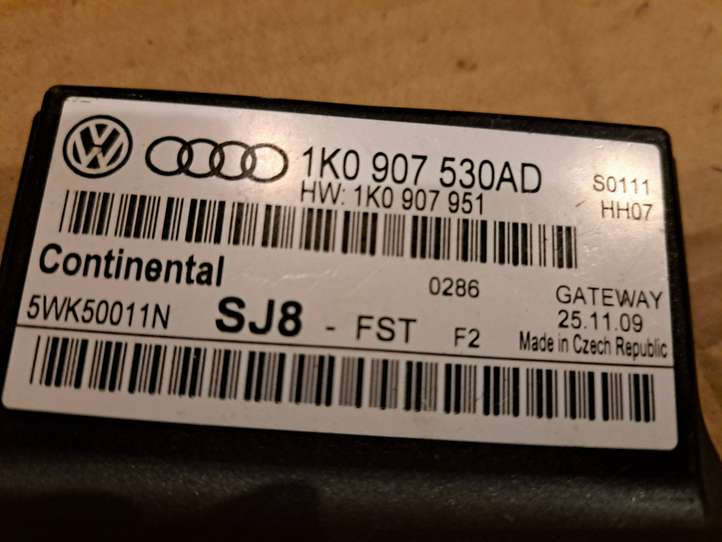 1K0 907 530AD
S0111
HW: 1K0 907 951
HH07
Continental
0286
GATEWAY
5WK50011N
SJ8 - FST F2
25.11.09
Made in Czech Republic